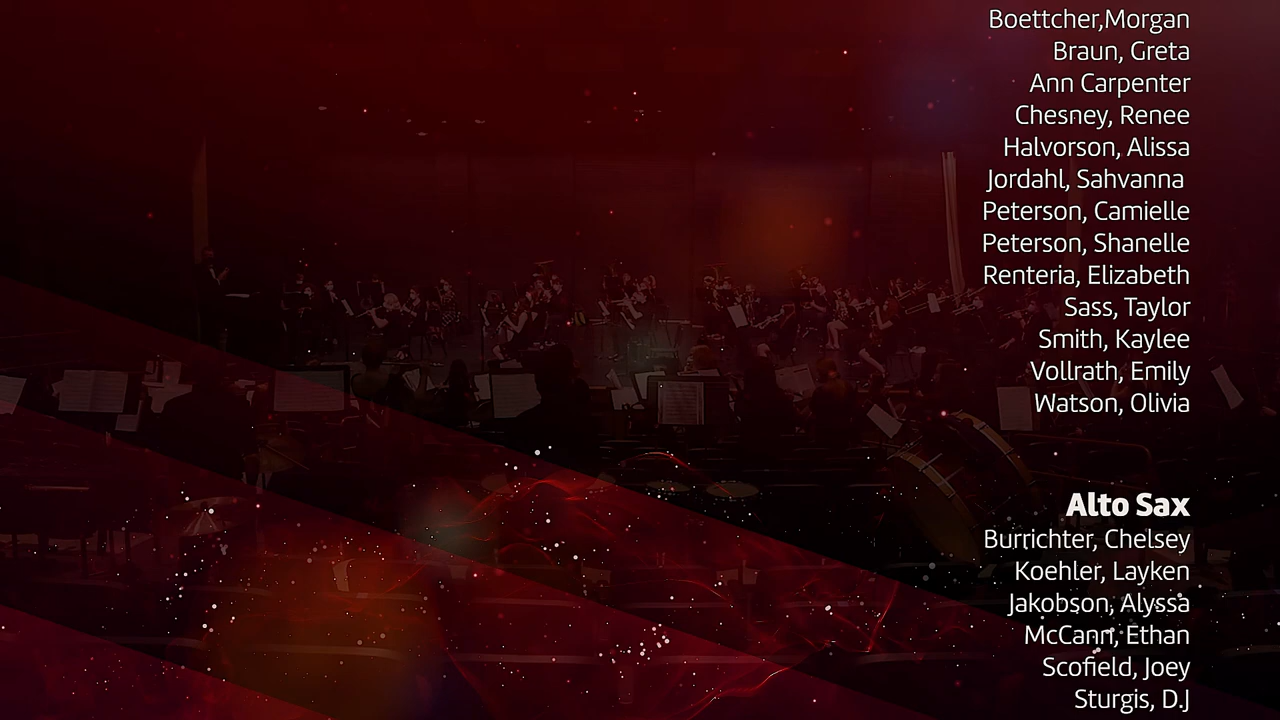 Boettcher,Morgan
Braun, Greta
Ann Carpenter
Chesney, Renee
Halvorson, Alissa
Jordahl, Sahvanna
Peterson, Camielle
Peterson, Shanelle
Renteria, Elizabeth
Sass, Taylor
Smith, Kaylee
Vollrath, Emily
Watson, Olivia
Alto Sax
Burrichter, Chelsey
Koehler, Layken
Jakobson, Alyssa
McCann, Ethan
Scofield, Joey
Sturgis, D.J